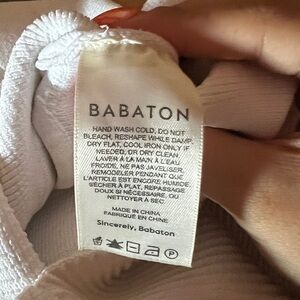 BABATON
HAND WASH COLD, DO NOT
BLEACH, RESHAPE WHILE DAMP,
DRY FLAT, COOL IRON ONLY IF
NEEDED, OR DRY CLEAN.
LAVER À LA MAIN À L'EAU
FROIDE, NE PAS JAVELISER,
REMODELER PENDANT QUE
L'ARTICLE EST ENCORE HUMIDE,
SÉCHER À PLAT, REPASSAGE
DOUX SI NÉCESSAIRE, OU
NETTOYER À SEC.
MADE IN CHINA
FABRIQUÉ EN CHINE
Sincerely, Babaton
P